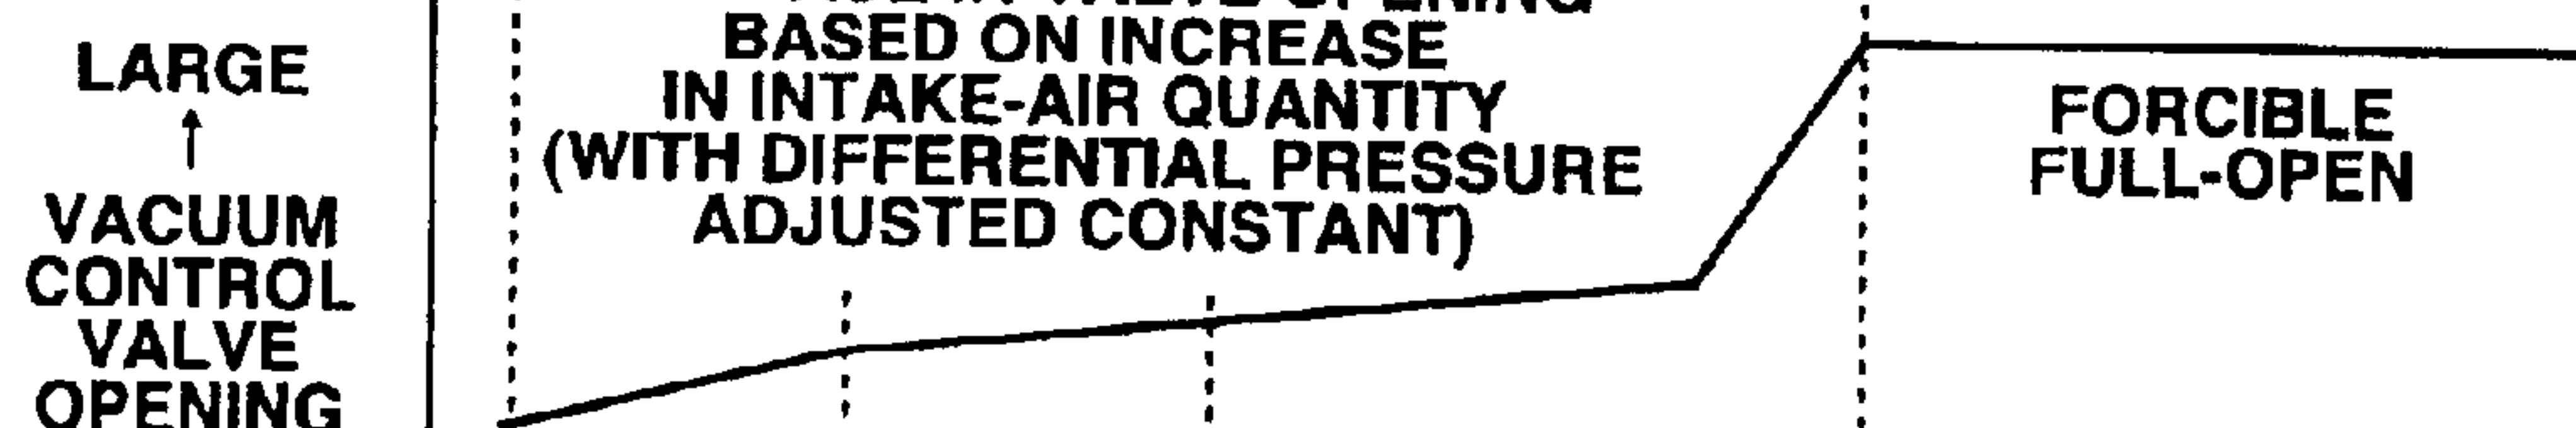 LARGE
↑
VACUUM
CONTROL
VALVE
OPENING
OPENING
BASED ON INCREASE
IN INTAKE-AIR QUANTITY
(WITH DIFFERENTIAL PRESSURE
ADJUSTED CONSTANT)
FORCIBLE
FULL-OPEN